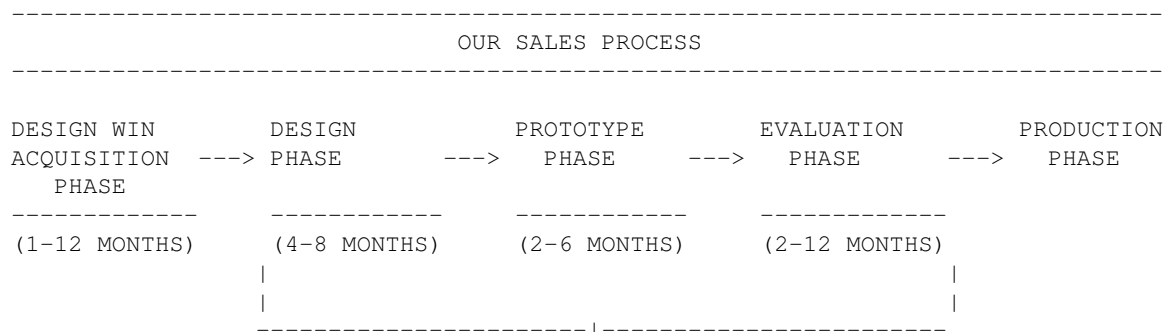 OUR SALES PROCESS
DESIGN WIN DESIGN PROTOTYPE EVALUATION PRODUCTION
ACQUISITION ---> PHASE ---> PHASE ---> PHASE ---> PHASE
PHASE
(1-12 MONTHS) (4-8 MONTHS) (2-6 MONTHS) (2-12 MONTHS)